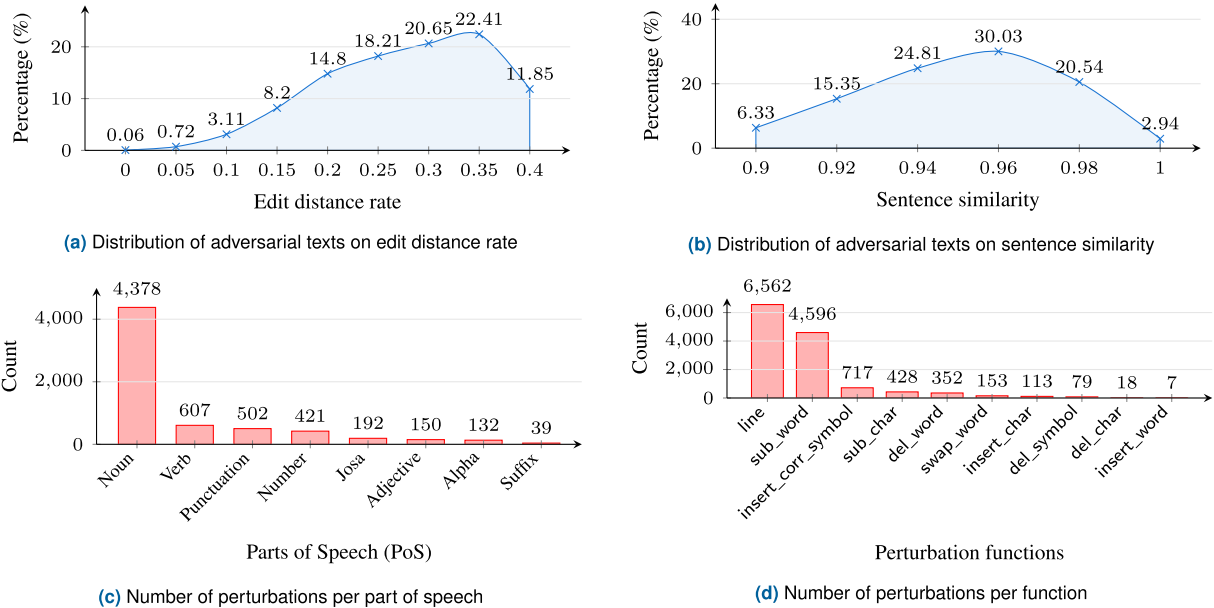 Percentage (%)
20
10
0
0.06 0.72 3.11 8.2 14.8 18.21 20.65 22.41 11.85
0 0.05 0.1 0.15 0.2 0.25 0.3 0.35 0.4
Edit distance rate
(a) Distribution of adversarial texts on edit distance rate
Percentage (%)
40
20
0
6.33 15.35 24.81 30.03 20.54 2.94
0.9 0.92 0.94 0.96 0.98 1
Sentence similarity
(b) Distribution of adversarial texts on sentence similarity
Count
4,000
2,000
0
4,378 607 502 421 192 150 132 39
Noun Verb Punctuation Number Josa Adjective Alpha Suffix
Parts of Speech (PoS)
(c) Number of perturbations per part of speech
Count
6,000
4,000
2,000
0
6,562 4,596 717 428 352 153 113 79 18 7
line sub_word insert_corr_symbol sub_char del_word swap_word insert_char del_symbol del_char insert_word
Perturbation functions
(d) Number of perturbations per function